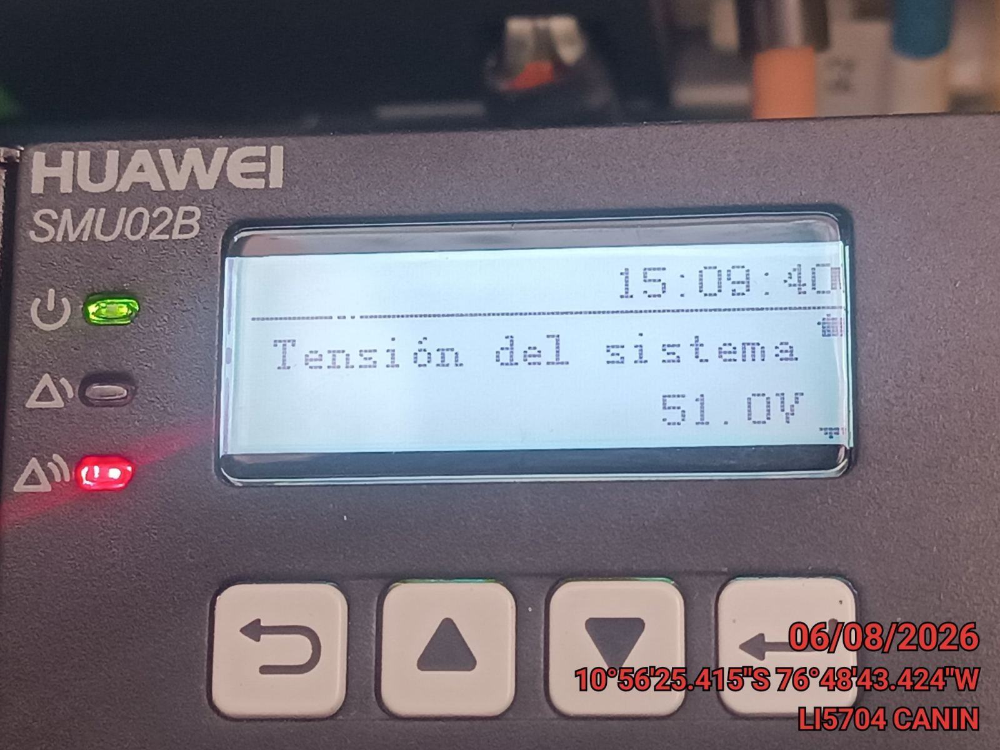 HUAWEI
SMU02B
15:09:40
Tensión del sistema
51.0V
06/08/2026
10°56'25.415"S 76°48'43.424"W
LI5704 CANIN